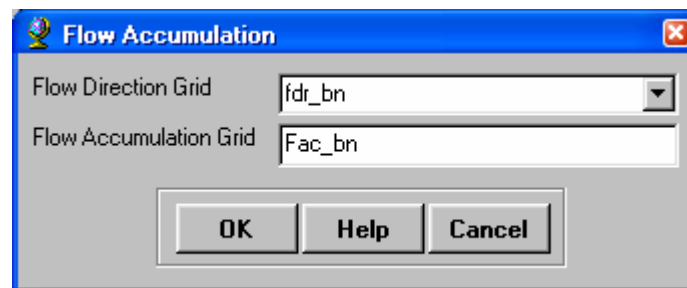 Flow Accumulation
Flow Direction Grid fdr_bn
Flow Accumulation Grid Fac_bn
OK Help Cancel